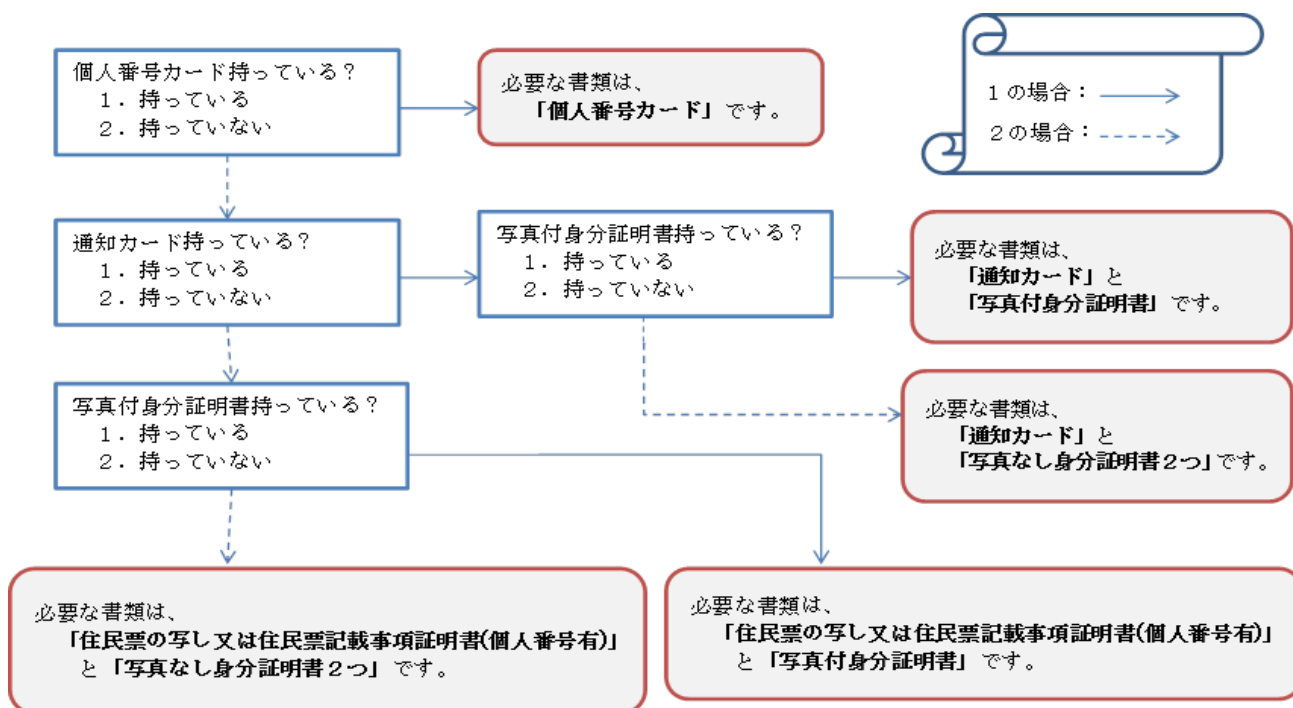 個人番号カード持っている？
１．持っている
２．持っていない
必要な書類は、
「個人番号カード」です。
１の場合：
２の場合：
通知カード持っている？
１．持っている
２．持っていない
写真付身分証明書持っている？
１．持っている
２．持っていない
必要な書類は、
「通知カード」と
「写真付身分証明書」です。
写真付身分証明書持っている？
１．持っている
２．持っていない
必要な書類は、
「通知カード」と
「写真なし身分証明書２つ」です。
必要な書類は、
「住民票の写し又は住民票記載事項証明書(個人番号有)」
と「写真なし身分証明書２つ」です。
必要な書類は、
「住民票の写し又は住民票記載事項証明書(個人番号有)」
と「写真付身分証明書」です。